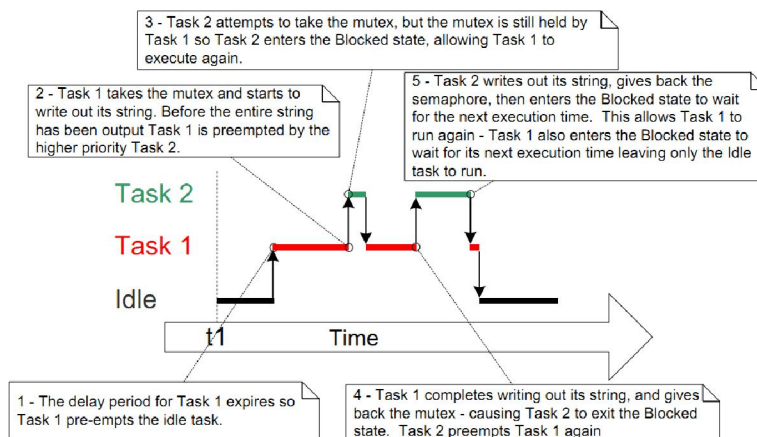 3 - Task 2 attempts to take the mutex, but the mutex is still held by
Task 1 so Task 2 enters the Blocked state, allowing Task 1 to
execute again.
2 - Task 1 takes the mutex and starts to
write out its string. Before the entire string
has been output Task 1 is preempted by the
higher priority Task 2.
5 - Task 2 writes out its string, gives back the
semaphore, then enters the Blocked state to wait
for the next execution time.  This allows Task 1 to
run again - Task 1 also enters the Blocked state to
wait for its next execution time leaving only the Idle
task to run.
Task 2
Task 1
Idle
t1
Time
1 - The delay period for Task 1 expires so
Task 1 pre-empts the idle task.
4 - Task 1 completes writing out its string, and gives
back the mutex - causing Task 2 to exit the Blocked
state.  Task 2 preempts Task 1 again